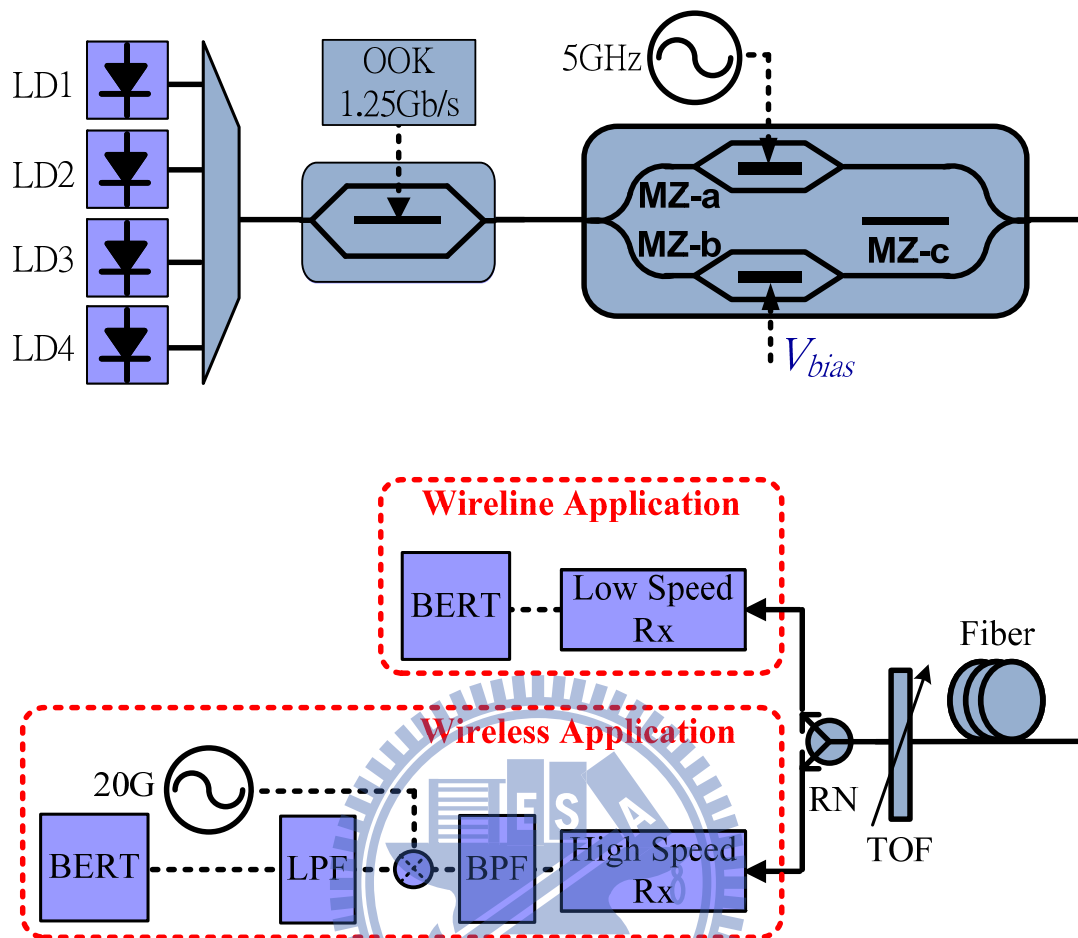 LD1
LD2
LD3
LD4
OOK
1.25Gb/s
5GHz
MZ-a
MZ-b
MZ-c
Vbias
Wireline Application
BERT
Low Speed
Rx
Fiber
Wireless Application
20G
BERT
LPF
BPF
High Speed
Rx
RN
TOF
E S A
8